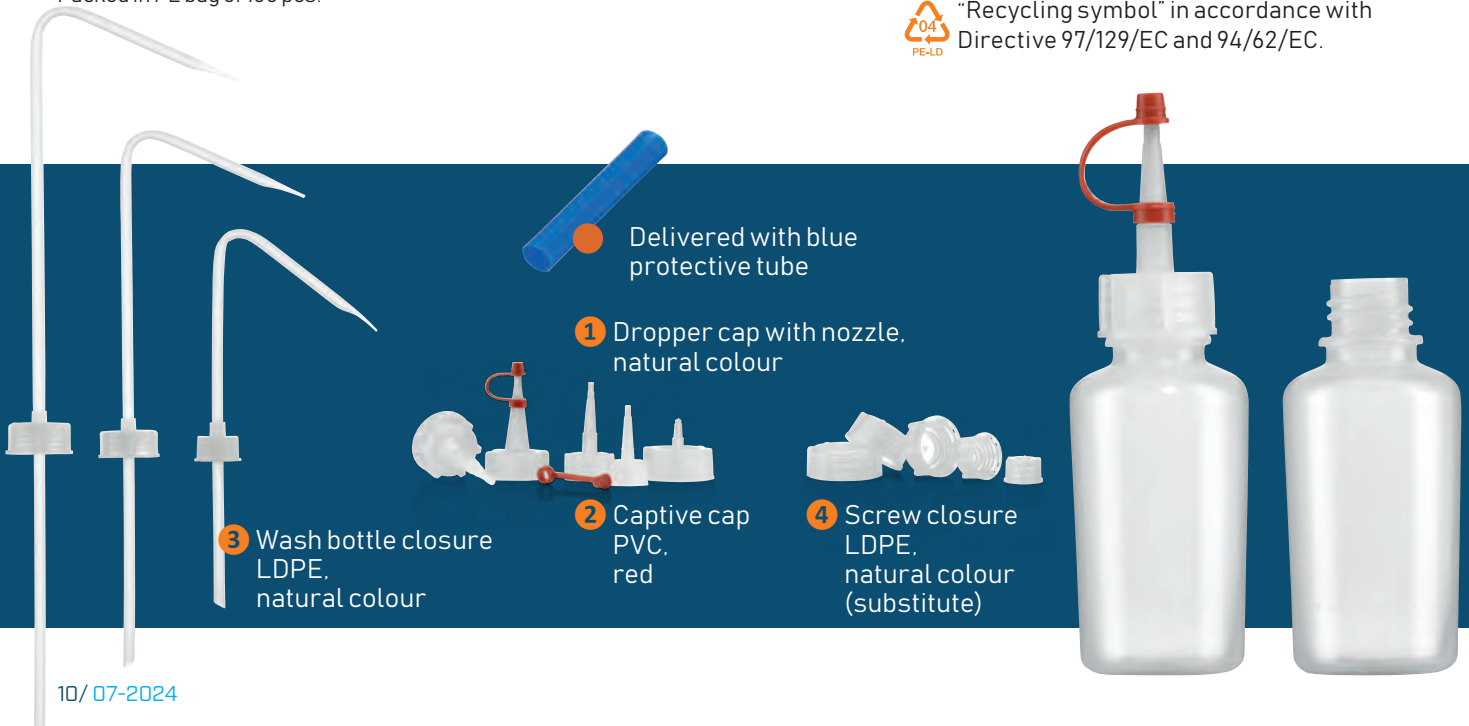 "Recycling symbol" in accordance with
Directive 97/129/EC and 94/62/EC.
04
PE-LD
Delivered with blue
protective tube
1 Dropper cap with nozzle,
natural colour
2 Captive cap
PVC,
red
3 Wash bottle closure
LDPE,
natural colour
4 Screw closure
LDPE,
natural colour
(substitute)
10/ 07-2024